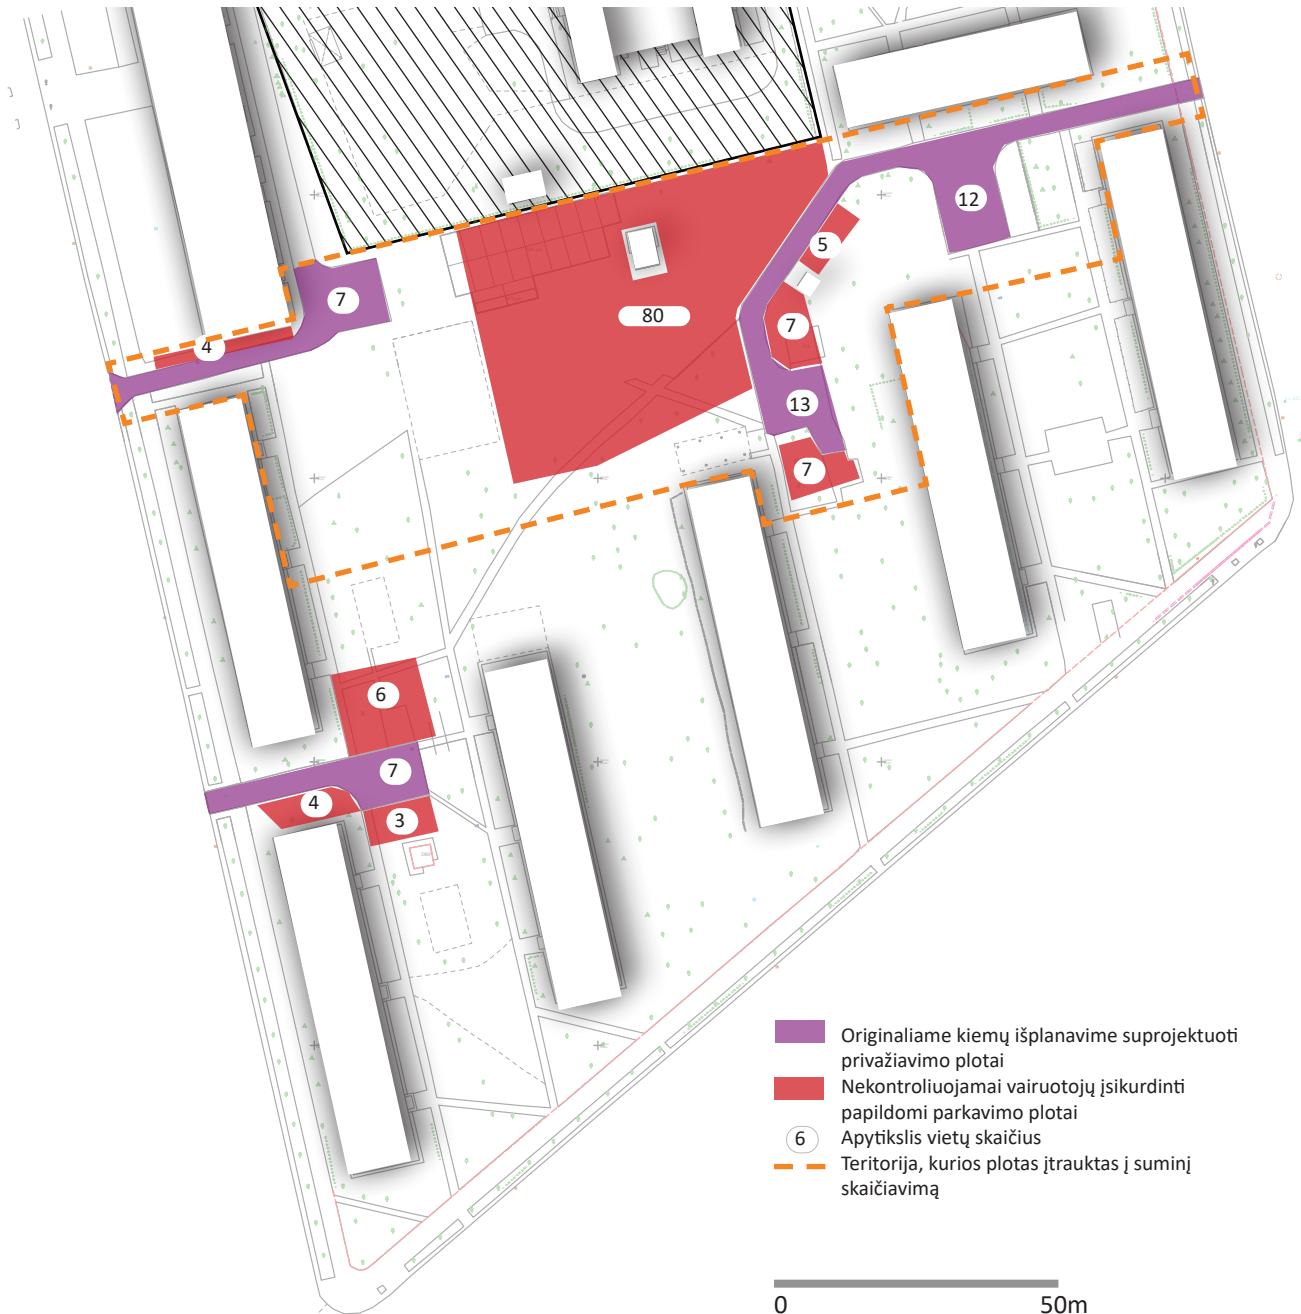 12
5
7
80
7
4
13
7
6
7
4
3
Originaliame kiemų išplanavime suprojektuoti
privažiavimo plotai
Nekontroliuojamai vairuotojų įsikurdinti
papildomi parkavimo plotai
6 Apytikslis vietų skaičius
Teritorija, kurios plotas įtrauktas į suminį
skaičiavimą
0 50m